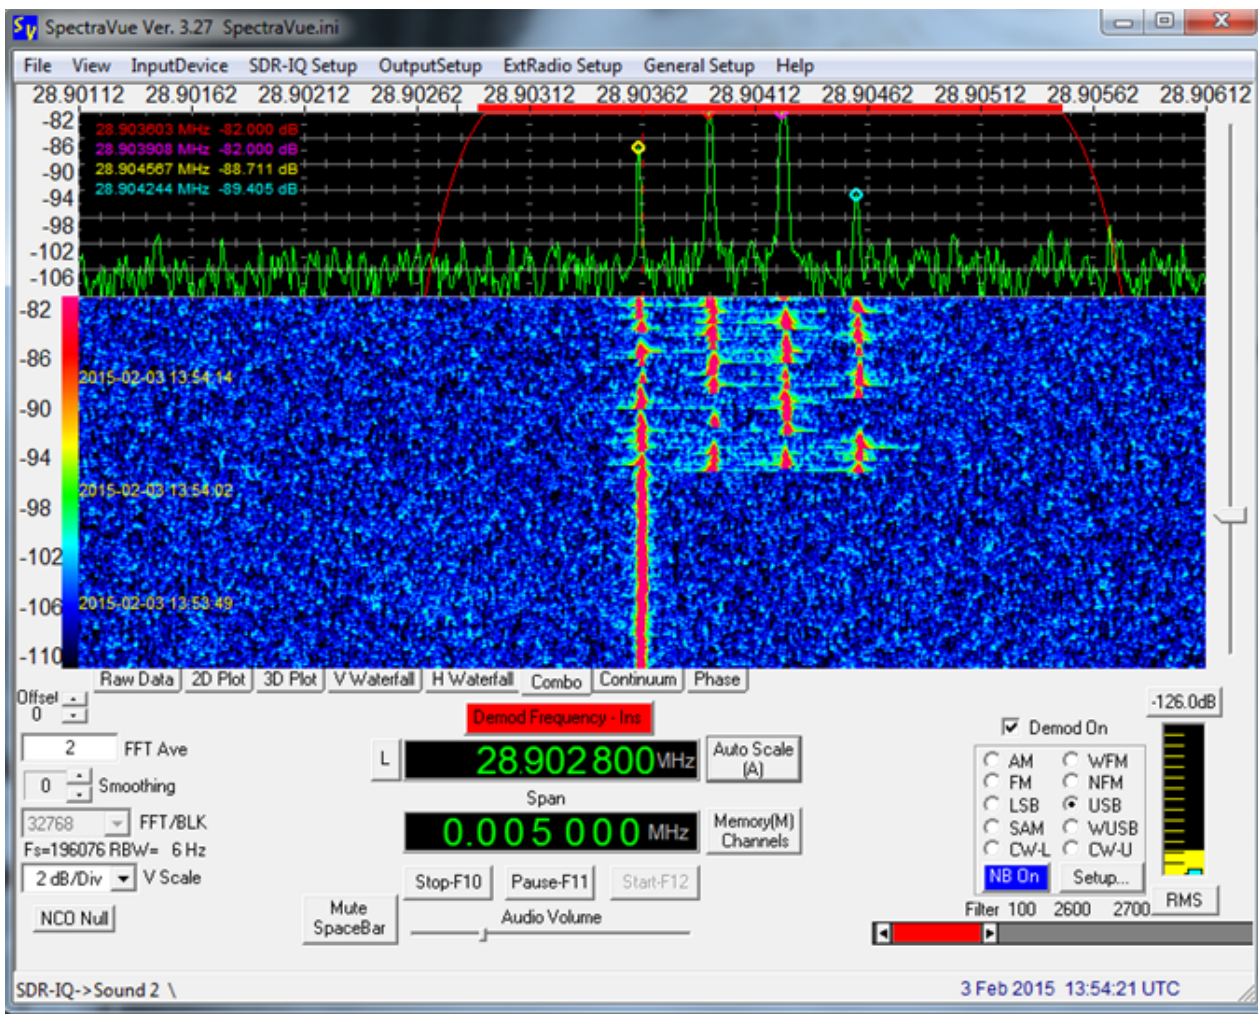 SpectraVue Ver. 3.27 SpectraVue.ini
File View InputDevice SDR-IQ Setup OutputSetup ExtRadio Setup General Setup Help
28.90112 28.90162 28.90212 28.90262 28.90312 28.90362 28.90412 28.90462 28.90512 28.90562 28.90612
-82
28.903603 MHz -82.000 dB
-86
28.903908 MHz -82.000 dB
-90
28.904567 MHz -88.711 dB
-94
28.904244 MHz -89.405 dB
-98
-102
-106
-82
-86
2015-02-03 13:54:14
-90
-94
2015-02-03 13:54:02
-98
-102
-106
2015-02-03 13:53:49
-110
Raw Data 2D Plot 3D Plot V Waterfall H Waterfall Combo Continuum Phase
Offset
0
-126.0dB
Demod Frequency - Ins
Demod On
2 FFT Ave
L 28.902800 MHz
Auto Scale
(A)
AM WFM
0 Smoothing
FM NFM
Span
LSB USB
32768 FFT/BLK
0.005 000 MHz
Memory(M)
Channels
SAM WUSB
Fs=196076 RBW= 6 Hz
CW-L CW-U
2 dB/Div V Scale
Stop-F10 Pause-F11 Start-F12
NB On Setup...
NCO Null
Mute
SpaceBar
Audio Volume
Filter 100 2600 2700
RMS
SDR-IQ->Sound 2 \
3 Feb 2015 13:54:21 UTC